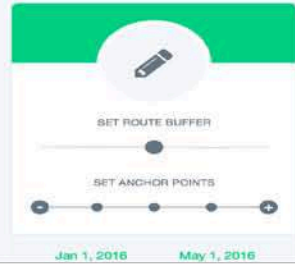 SET ROUTE BUFFER
SET ANCHOR POINTS
Jan 1, 2016 May 1, 2016